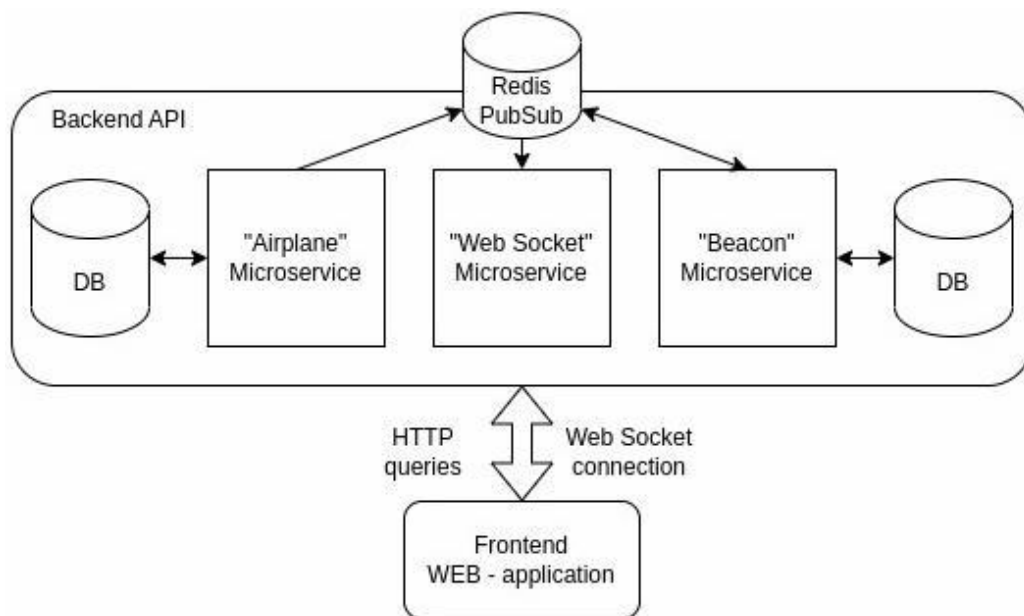 Redis
PubSub
Backend API
DB
"Airplane"
Microservice
"Web Socket"
Microservice
"Beacon"
Microservice
DB
HTTP
queries
Web Socket
connection
Frontend
WEB - application